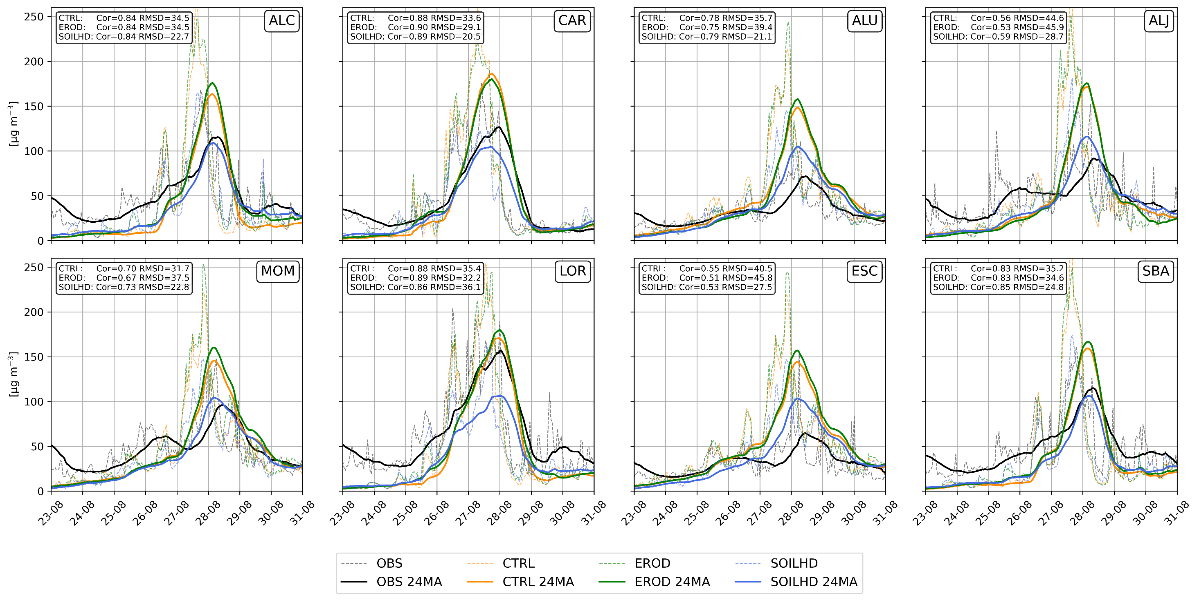 CTRL: Cor=0.84 RMSD=34.5
EROD: Cor=0.84 RMSD=34.5
SOILHD: Cor=0.84 RMSD=22.7
ALC
CTRL: Cor=0.88 RMSD=33.6
EROD: Cor=0.90 RMSD=29.1
SOILHD: Cor=0.89 RMSD=20.5
CAR
CTRL: Cor=0.78 RMSD=35.7
EROD: Cor=0.75 RMSD=39.4
SOILHD: Cor=0.79 RMSD=21.1
ALU
CTRL: Cor=0.56 RMSD=44.6
EROD: Cor=0.53 RMSD=45.9
SOILHD: Cor=0.59 RMSD=28.7
ALJ
250
200
150
100
50
0
[µg m⁻³]
CTRL: Cor=0.70 RMSD=31.7
EROD: Cor=0.67 RMSD=37.5
SOILHD: Cor=0.73 RMSD=22.8
MOM
CTRL: Cor=0.88 RMSD=35.4
EROD: Cor=0.89 RMSD=32.2
SOILHD: Cor=0.86 RMSD=36.1
LOR
CTRL: Cor=0.55 RMSD=40.5
EROD: Cor=0.51 RMSD=45.8
SOILHD: Cor=0.53 RMSD=27.5
ESC
CTRL: Cor=0.83 RMSD=35.2
EROD: Cor=0.83 RMSD=34.6
SOILHD: Cor=0.85 RMSD=24.8
SBA
250
200
150
100
50
0
[µg m⁻³]
23-08 24-08 25-08 26-08 27-08 28-08 29-08 30-08 31-08
23-08 24-08 25-08 26-08 27-08 28-08 29-08 30-08 31-08
23-08 24-08 25-08 26-08 27-08 28-08 29-08 30-08 31-08
23-08 24-08 25-08 26-08 27-08 28-08 29-08 30-08 31-08
OBS CTRL EROD SOILHD
OBS 24MA CTRL 24MA EROD 24MA SOILHD 24MA